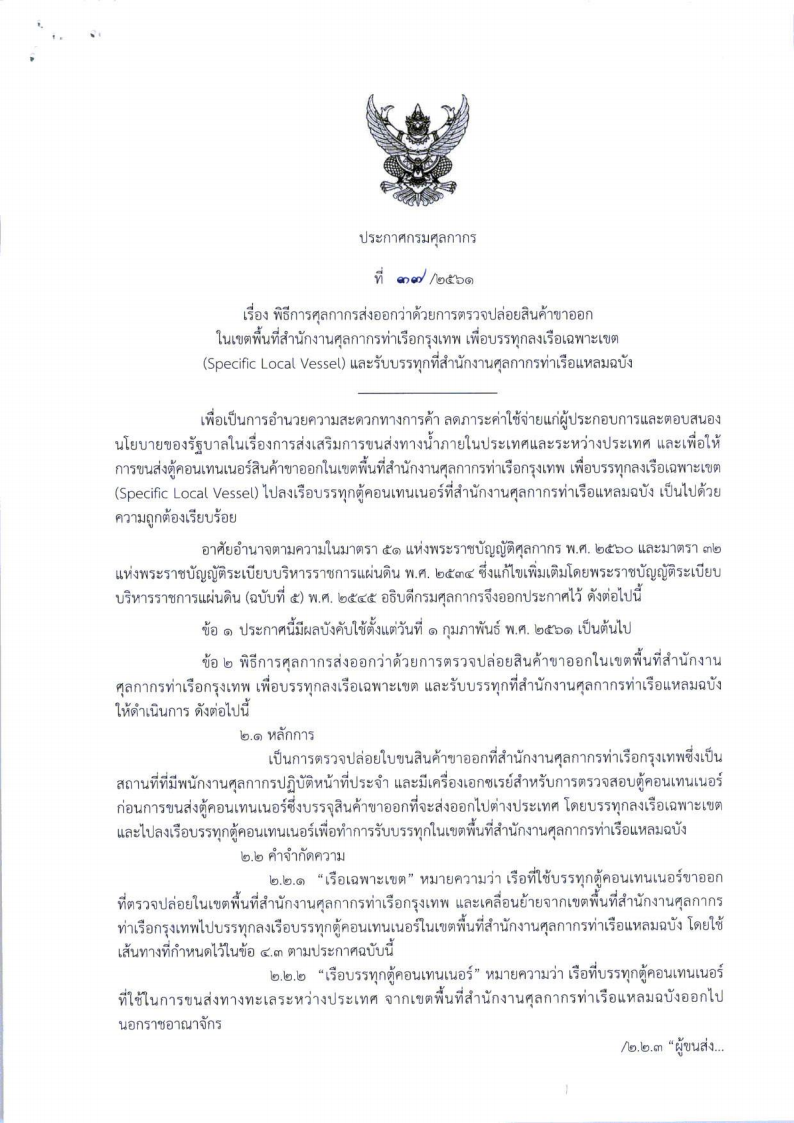 ประกาศกรมศุลกากร
ที่ ๓๗/๒๕๖๑
เรื่อง พิธีการศุลกากรส่งออกว่าด้วยการตรวจปล่อยสินค้าขาออก
ในเขตพื้นที่สำนักงานศุลกากรท่าเรือกรุงเทพ เพื่อบรรทุกลงเรือเฉพาะเขต
(Specific Local Vessel) และรับบรรทุกที่สำนักงานศุลกากรท่าเรือแหลมฉบัง
เพื่อเป็นการอำนวยความสะดวกทางการค้า ลดภาระค่าใช้จ่ายแก่ผู้ประกอบการและตอบสนอง
นโยบายของรัฐบาลในเรื่องการส่งเสริมการขนส่งทางน้ำภายในประเทศและระหว่างประเทศ และเพื่อให้
การขนส่งตู้คอนเทนเนอร์สินค้าขาออกในเขตพื้นที่สำนักงานศุลกากรท่าเรือกรุงเทพ เพื่อบรรทุกลงเรือเฉพาะเขต
(Specific Local Vessel) ไปลงเรือบรรทุกตู้คอนเทนเนอร์ที่สำนักงานศุลกากรท่าเรือแหลมฉบัง เป็นไปด้วย
ความถูกต้องเรียบร้อย
อาศัยอำนาจตามความในมาตรา ๕๑ แห่งพระราชบัญญัติศุลกากร พ.ศ. ๒๕๖๐ และมาตรา ๓๒
แห่งพระราชบัญญัติระเบียบบริหารราชการแผ่นดิน พ.ศ. ๒๕๓๔ ซึ่งแก้ไขเพิ่มเติมโดยพระราชบัญญัติระเบียบ
บริหารราชการแผ่นดิน (ฉบับที่ ๕) พ.ศ. ๒๕๔๕ อธิบดีกรมศุลกากรจึงออกประกาศไว้ ดังต่อไปนี้
ข้อ ๑ ประกาศนี้มีผลบังคับใช้ตั้งแต่วันที่ ๑ กุมภาพันธ์ พ.ศ. ๒๕๖๑ เป็นต้นไป
ข้อ ๒ พิธีการศุลกากรส่งออกว่าด้วยการตรวจปล่อยสินค้าขาออกในเขตพื้นที่สำนักงาน
ศุลกากรท่าเรือกรุงเทพ เพื่อบรรทุกลงเรือเฉพาะเขต และรับบรรทุกที่สำนักงานศุลกากรท่าเรือแหลมฉบัง
ให้ดำเนินการ ดังต่อไปนี้
๒.๑ หลักการ
เป็นการตรวจปล่อยใบขนสินค้าขาออกที่สำนักงานศุลกากรท่าเรือกรุงเทพซึ่งเป็น
สถานที่ที่มีพนักงานศุลกากรปฏิบัติหน้าที่ประจำ และมีเครื่องเอกซเรย์สำหรับการตรวจสอบตู้คอนเทนเนอร์
ก่อนการขนส่งตู้คอนเทนเนอร์ซึ่งบรรจุสินค้าขาออกที่จะส่งออกไปต่างประเทศ โดยบรรทุกลงเรือเฉพาะเขต
และไปลงเรือบรรทุกตู้คอนเทนเนอร์เพื่อทำการรับบรรทุกในเขตพื้นที่สำนักงานศุลกากรท่าเรือแหลมฉบัง
๒.๒ คำจำกัดความ
๒.๒.๑ “เรือเฉพาะเขต” หมายความว่า เรือที่ใช้บรรทุกตู้คอนเทนเนอร์ขาออก
ที่ตรวจปล่อยในเขตพื้นที่สำนักงานศุลกากรท่าเรือกรุงเทพ และเคลื่อนย้ายจากเขตพื้นที่สำนักงานศุลกากร
ท่าเรือกรุงเทพไปบรรทุกลงเรือบรรทุกตู้คอนเทนเนอร์ในเขตพื้นที่สำนักงานศุลกากรท่าเรือแหลมฉบัง โดยใช้
เส้นทางที่กำหนดไว้ในข้อ ๔.๓ ตามประกาศฉบับนี้
๒.๒.๒ “เรือบรรทุกตู้คอนเทนเนอร์” หมายความว่า เรือที่บรรทุกตู้คอนเทนเนอร์
ที่ใช้ในการขนส่งทางทะเลระหว่างประเทศ จากเขตพื้นที่สำนักงานศุลกากรท่าเรือแหลมฉบังออกไป
นอกราชอาณาจักร
/๒.๒.๓ “ผู้ขนส่ง...